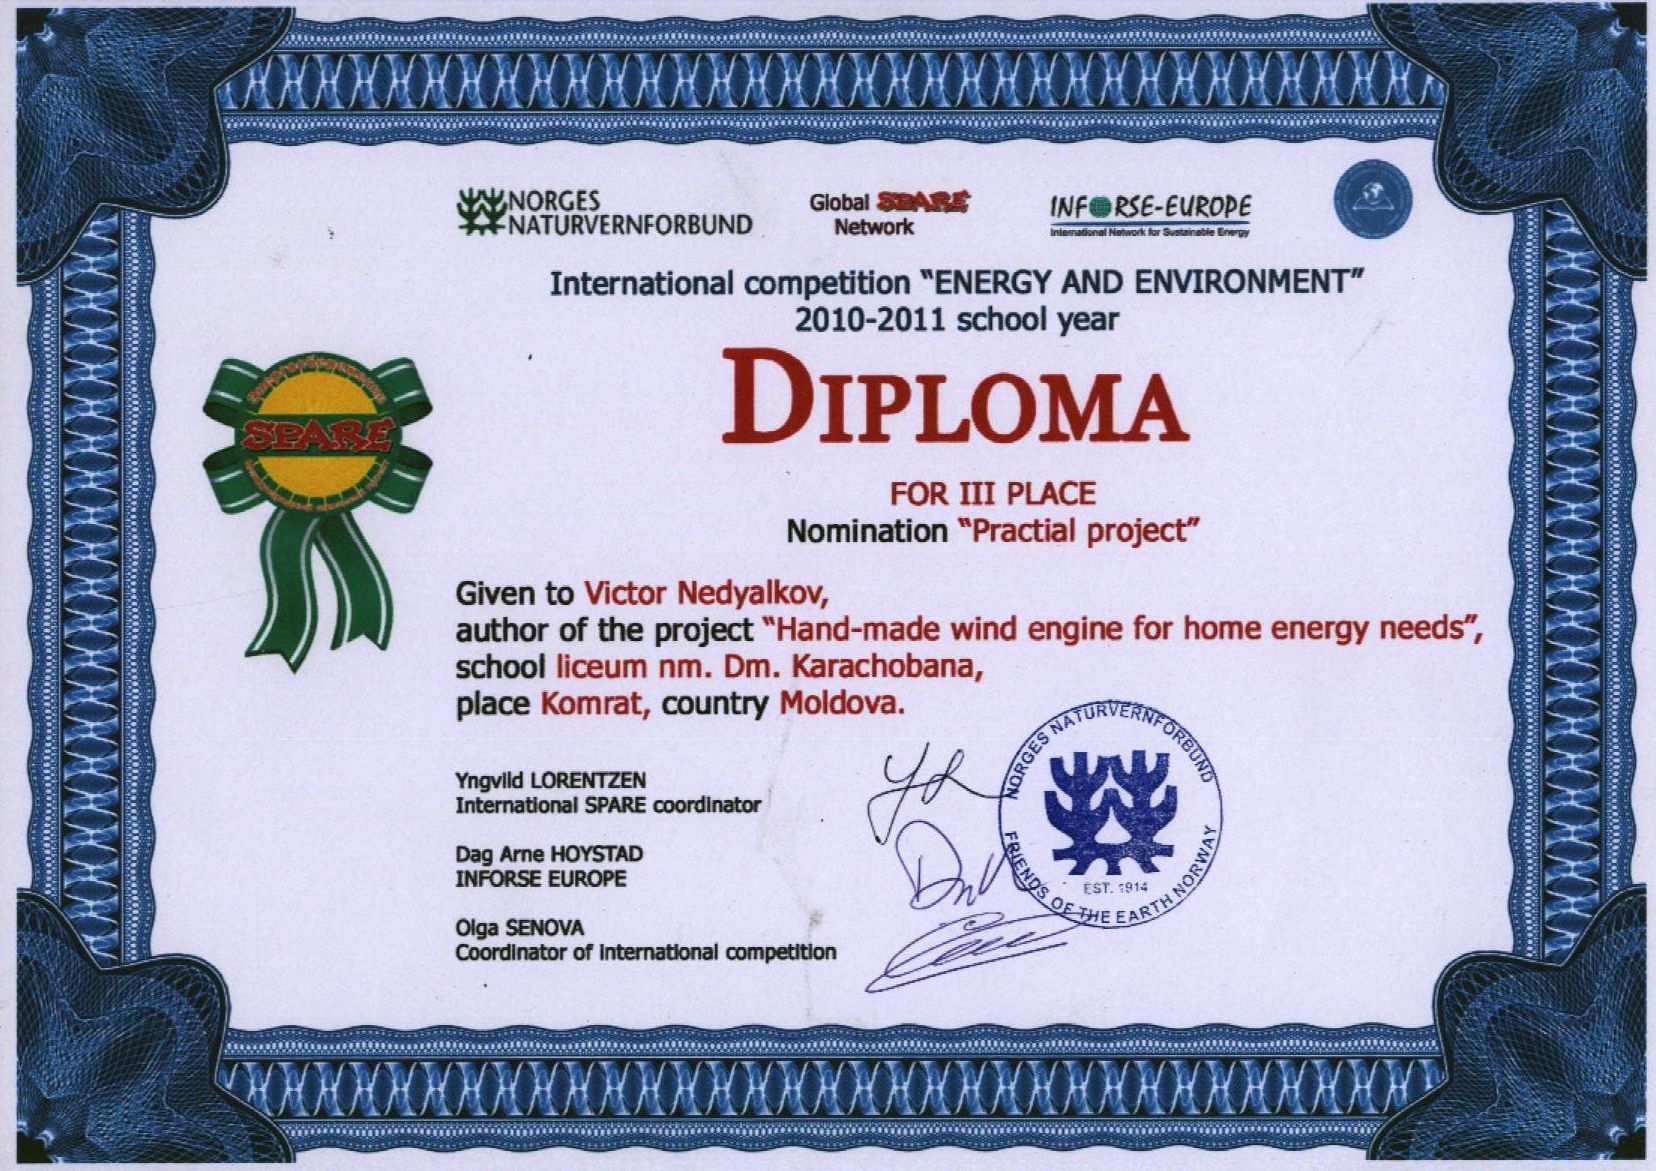 NORGES
NATURVERNFORBUND
Global SPARE
Network
INFORSE-EUROPE
International Network for Sustainable Energy
International competition “ENERGY AND ENVIRONMENT”
2010-2011 school year
DIPLOMA
SPARE
FOR III PLACE
Nomination “Practial project”
Given to Victor Nedyalkov,
author of the project “Hand-made wind engine for home energy needs”,
school liceum nm. Dm. Karachobana,
place Komrat, country Moldova.
Yngvild LORENTZEN
International SPARE coordinator
Dag Arne HOYSTAD
INFORSE EUROPE
Olga SENOVA
Coordinator of international competition
NORGES NATURVERNFORBUND
EST. 1914
FRIENDS OF THE EARTH NORWAY